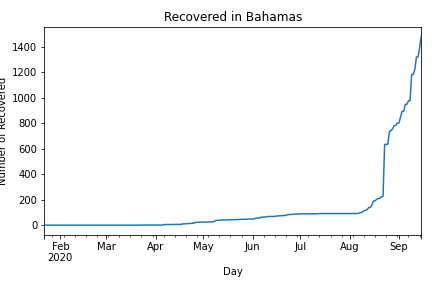 Recovered in Bahamas
Number of Recovered
1400
1200
1000
800
600
400
200
0
Feb Mar Apr May Jun Jul Aug Sep
2020
Day